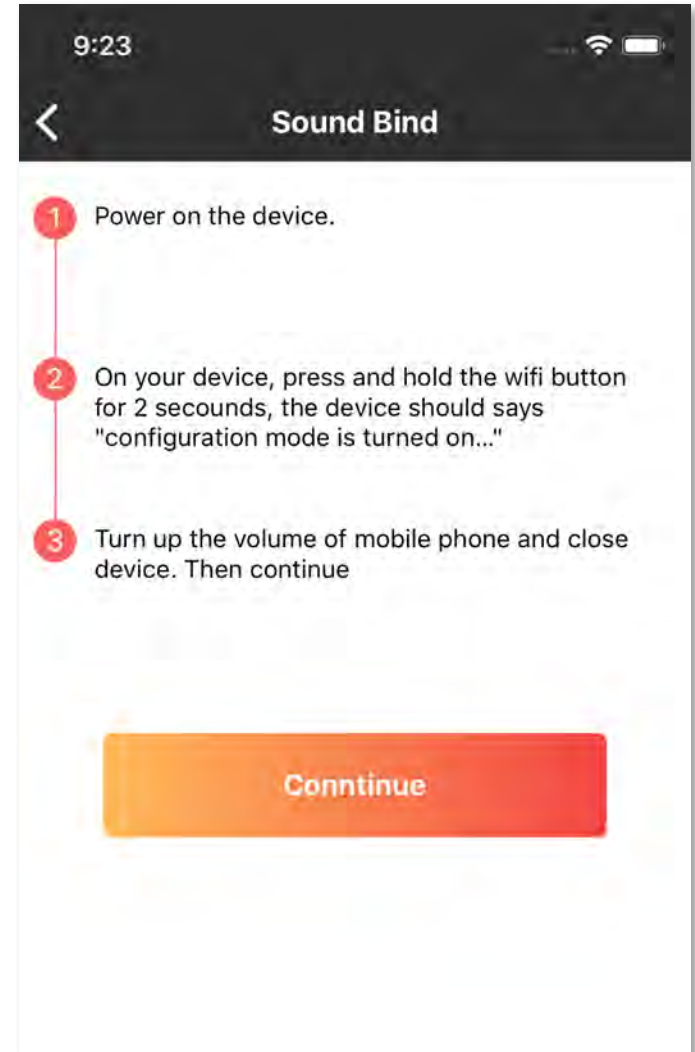 9:23
Sound Bind
1 Power on the device.
2 On your device, press and hold the wifi button
for 2 secounds, the device should says
"configuration mode is turned on..."
3 Turn up the volume of mobile phone and close
device. Then continue
Conntinue